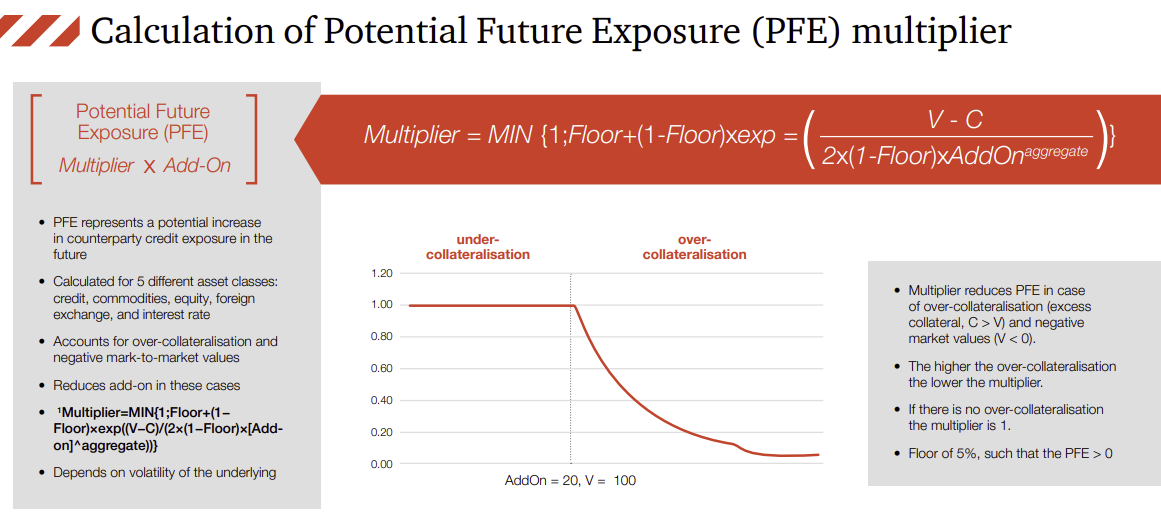 Calculation of Potential Future Exposure (PFE) multiplier
Potential Future
Exposure (PFE)
Multiplier X Add-On
Multiplier = MIN {1;Floor+(1-Floor)xexp =( V - C / 2x(1-Floor)xAddOn^aggregate )}
• PFE represents a potential increase
in counterparty credit exposure in the
future
• Calculated for 5 different asset classes:
credit, commodities, equity, foreign
exchange, and interest rate
• Accounts for over-collateralisation and
negative mark-to-market values
• Reduces add-on in these cases
• ¹Multiplier=MIN{1;Floor+(1−
Floor)×exp((V−C)/(2×(1−Floor)×[Add-
on]^aggregate))}
• Depends on volatility of the underlying
under-
collateralisation
over-
collateralisation
1.20
1.00
0.80
0.60
0.40
0.20
0.00
AddOn = 20, V = 100
• Multiplier reduces PFE in case
of over-collateralisation (excess
collateral, C > V) and negative
market values (V < 0).
• The higher the over-collateralisation
the lower the multiplier.
• If there is no over-collateralisation
the multiplier is 1.
• Floor of 5%, such that the PFE > 0